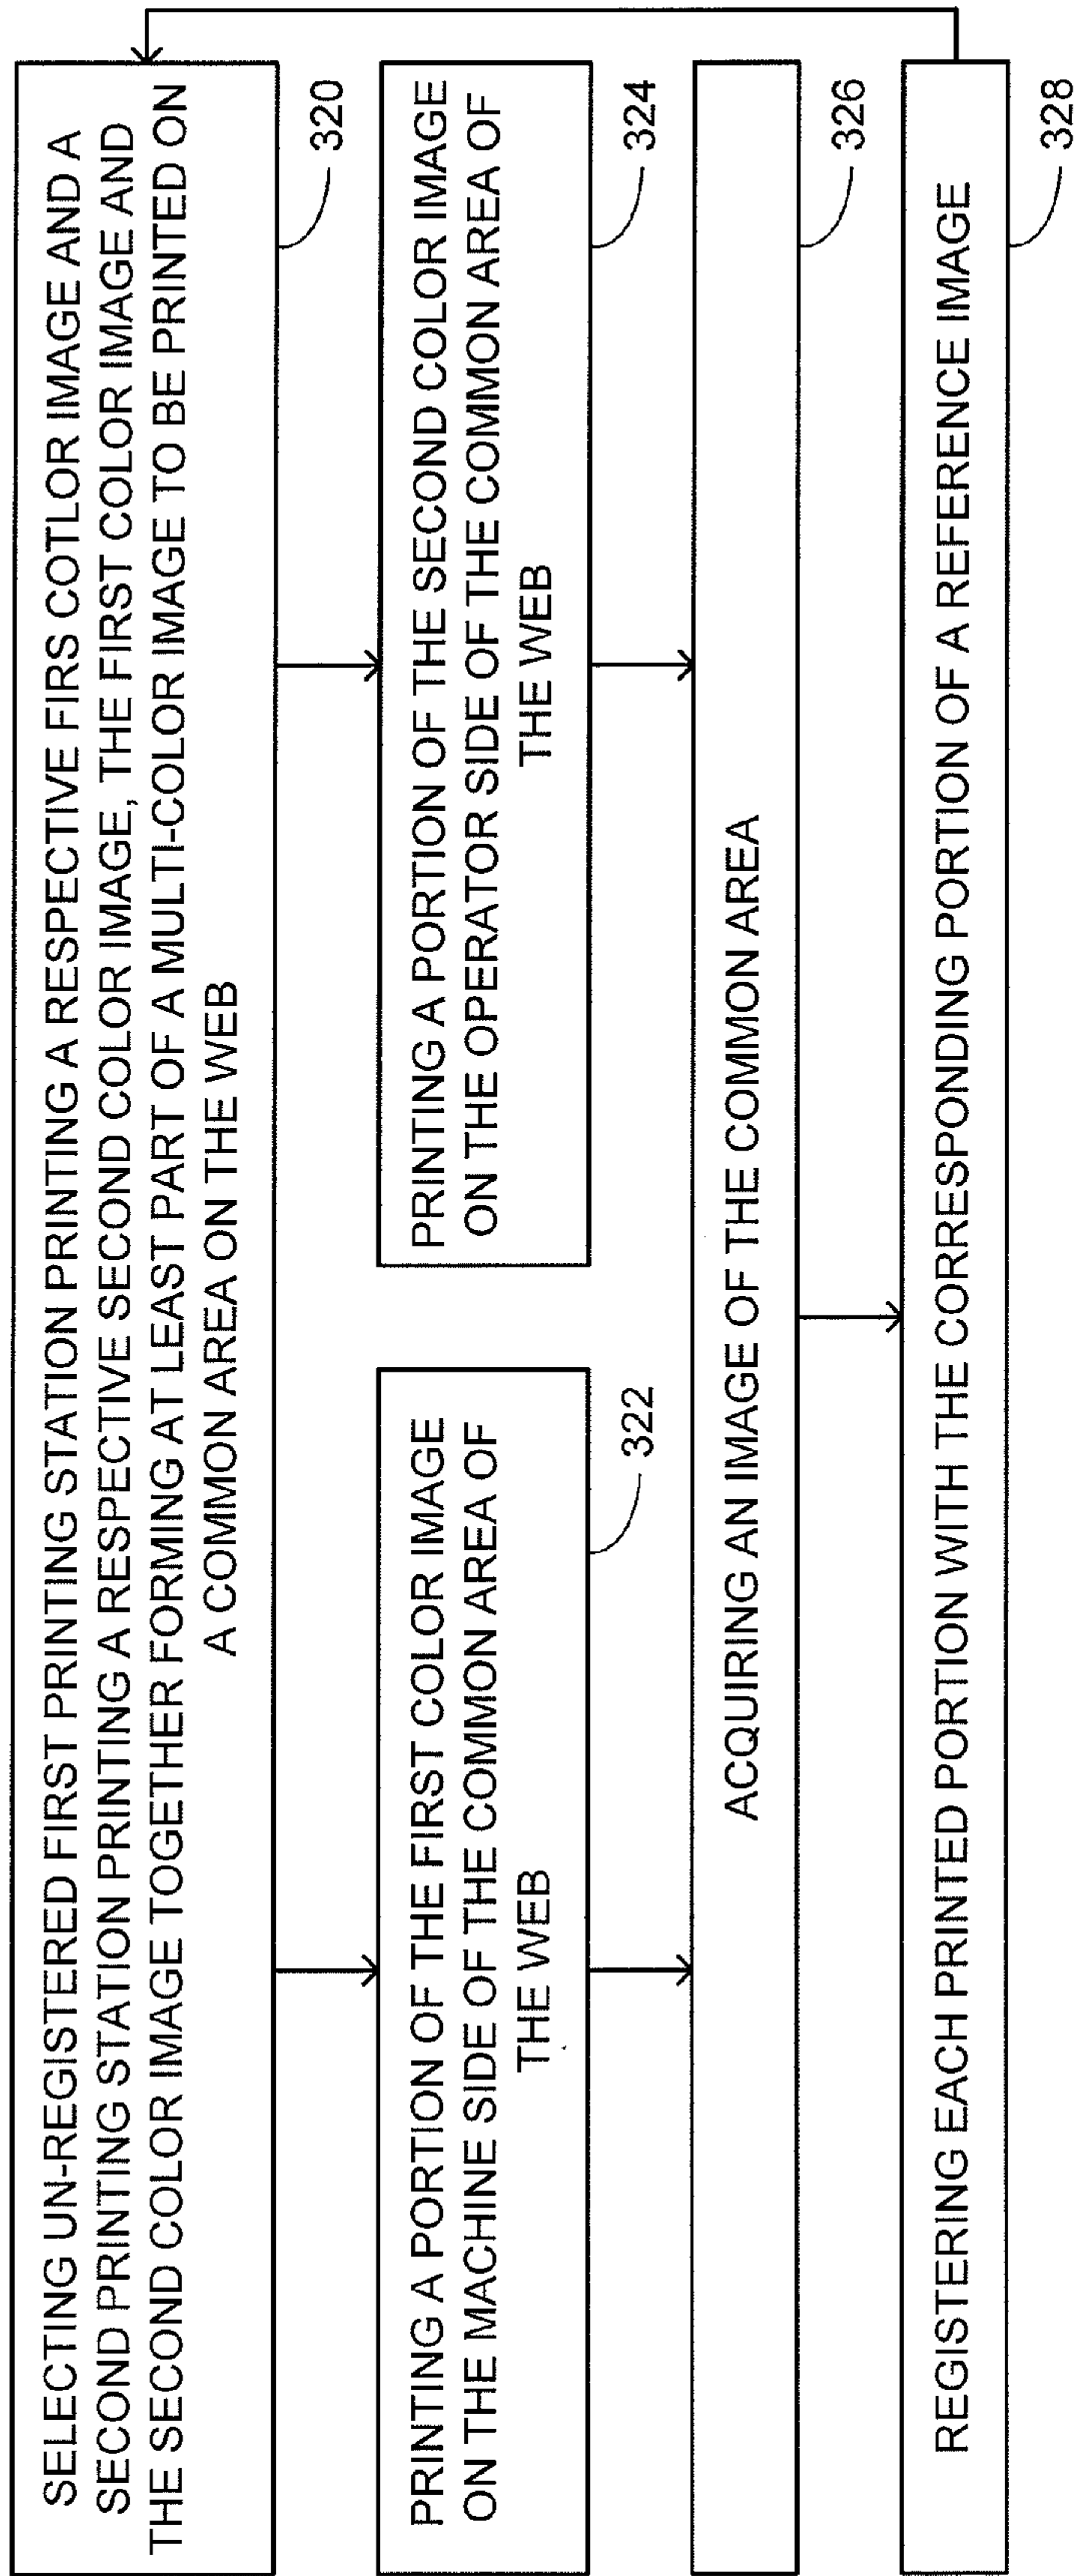 SELECTING UN-REGISTERED FIRST PRINTING STATION PRINTING A RESPECTIVE FIRS COTLOR IMAGE AND A
SECOND PRINTING STATION PRINTING A RESPECTIVE SECOND COLOR IMAGE, THE FIRST COLOR IMAGE AND
THE SECOND COLOR IMAGE TOGETHER FORMING AT LEAST PART OF A MULTI-COLOR IMAGE TO BE PRINTED ON
A COMMON AREA ON THE WEB
320
PRINTING A PORTION OF THE FIRST COLOR IMAGE
ON THE MACHINE SIDE OF THE COMMON AREA OF
THE WEB
322
PRINTING A PORTION OF THE SECOND COLOR IMAGE
ON THE OPERATOR SIDE OF THE COMMON AREA OF
THE WEB
324
ACQUIRING AN IMAGE OF THE COMMON AREA
326
REGISTERING EACH PRINTED PORTION WITH THE CORRESPONDING PORTION OF A REFERENCE IMAGE
328